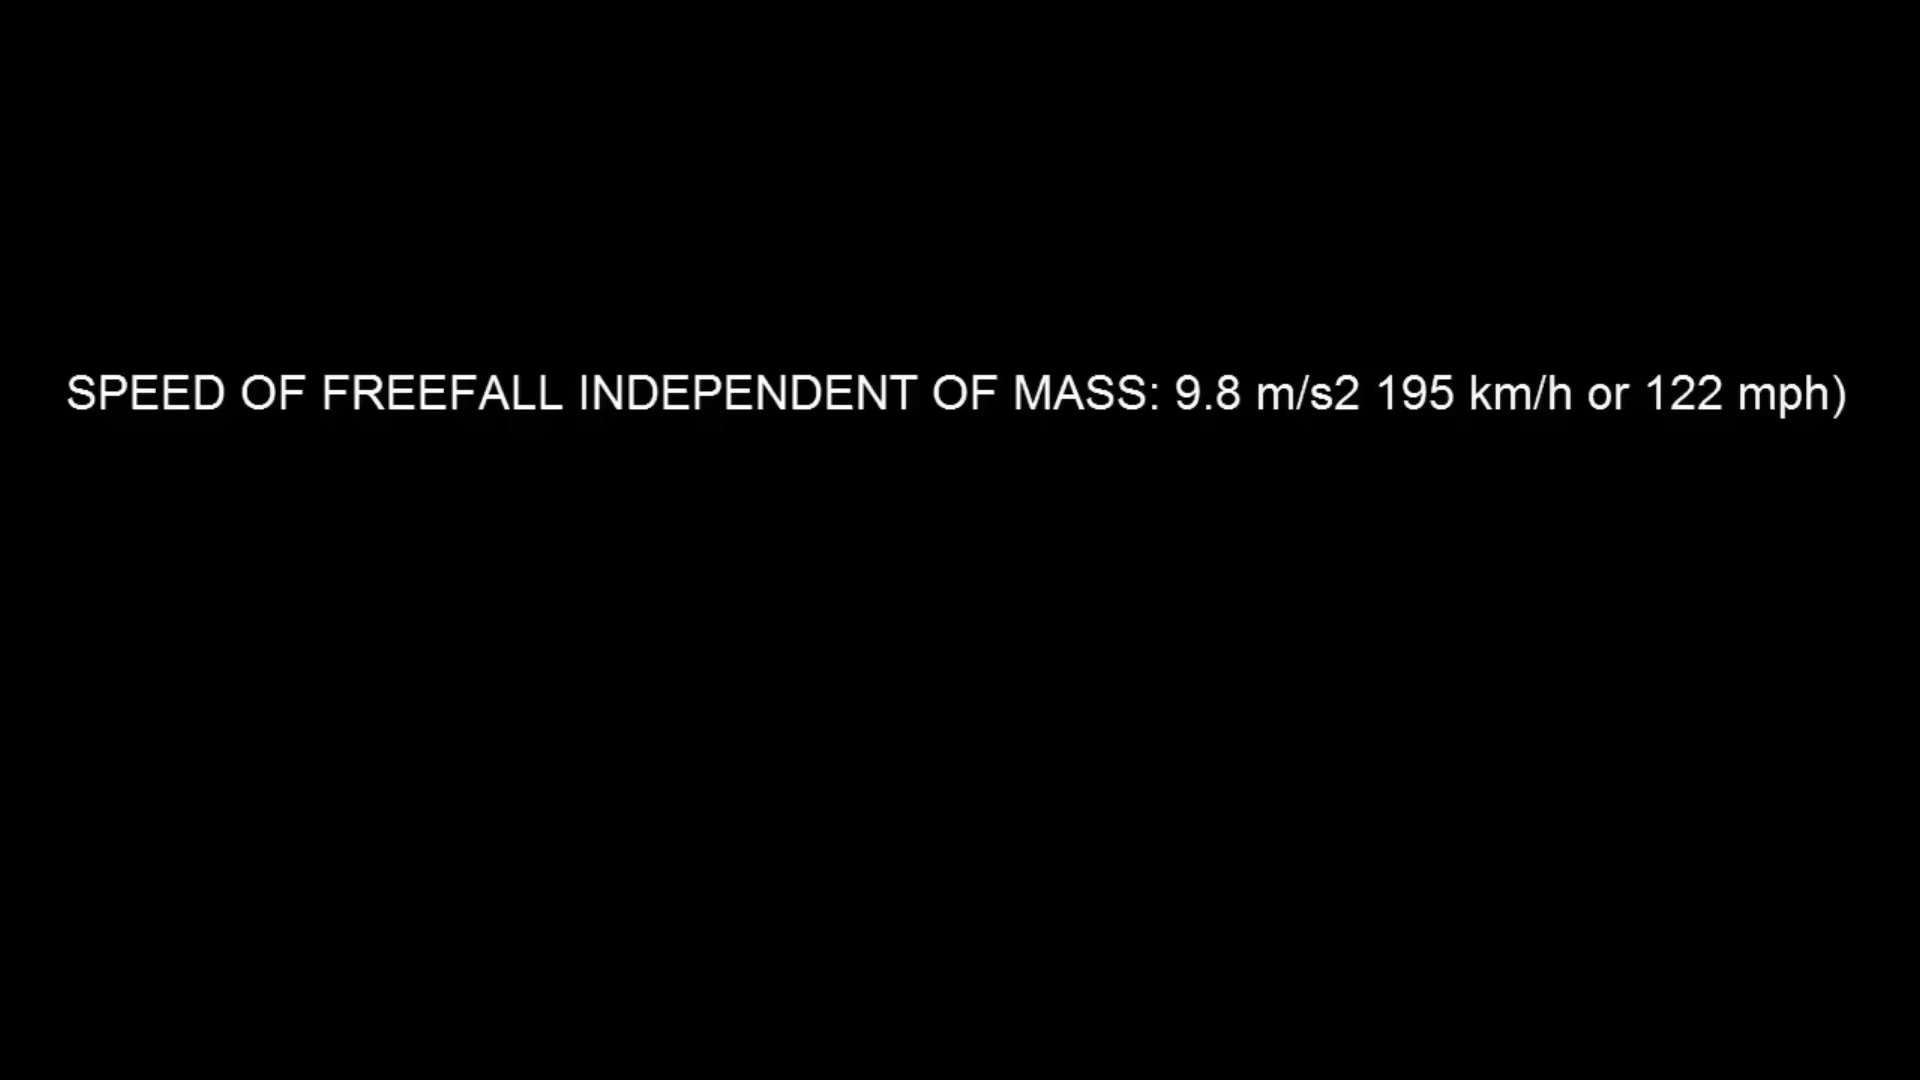 SPEED OF FREEFALL INDEPENDENT OF MASS: 9.8 m/s2 195 km/h or 122 mph)